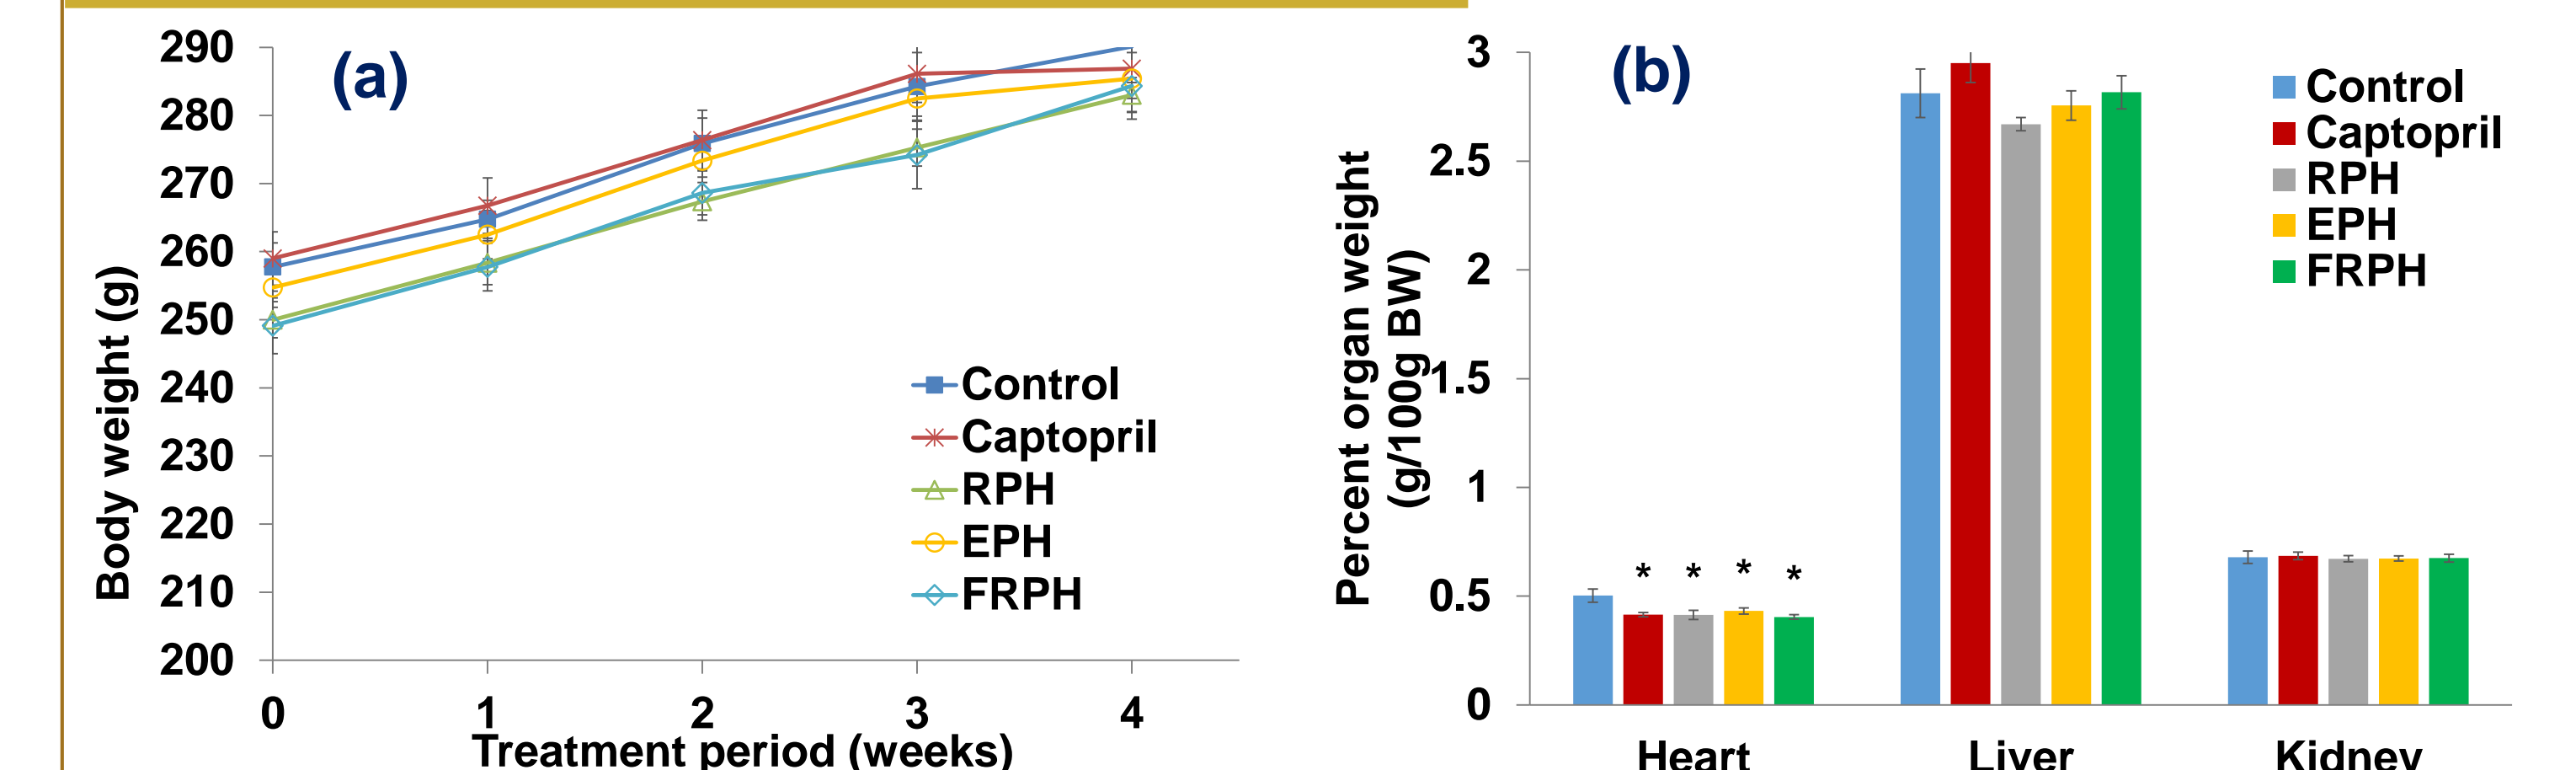 (a)
290
280
270
260
250
240
230
220
210
200
Body weight (g)
Control
Captopril
RPH
EPH
FRPH
0 1 2 3 4
Treatment period (weeks)
(b)
3
2.5
2
1.5
1
0.5
0
Percent organ weight
(g/100g BW)
Control
Captopril
RPH
EPH
FRPH
* * * *
Heart Liver Kidney